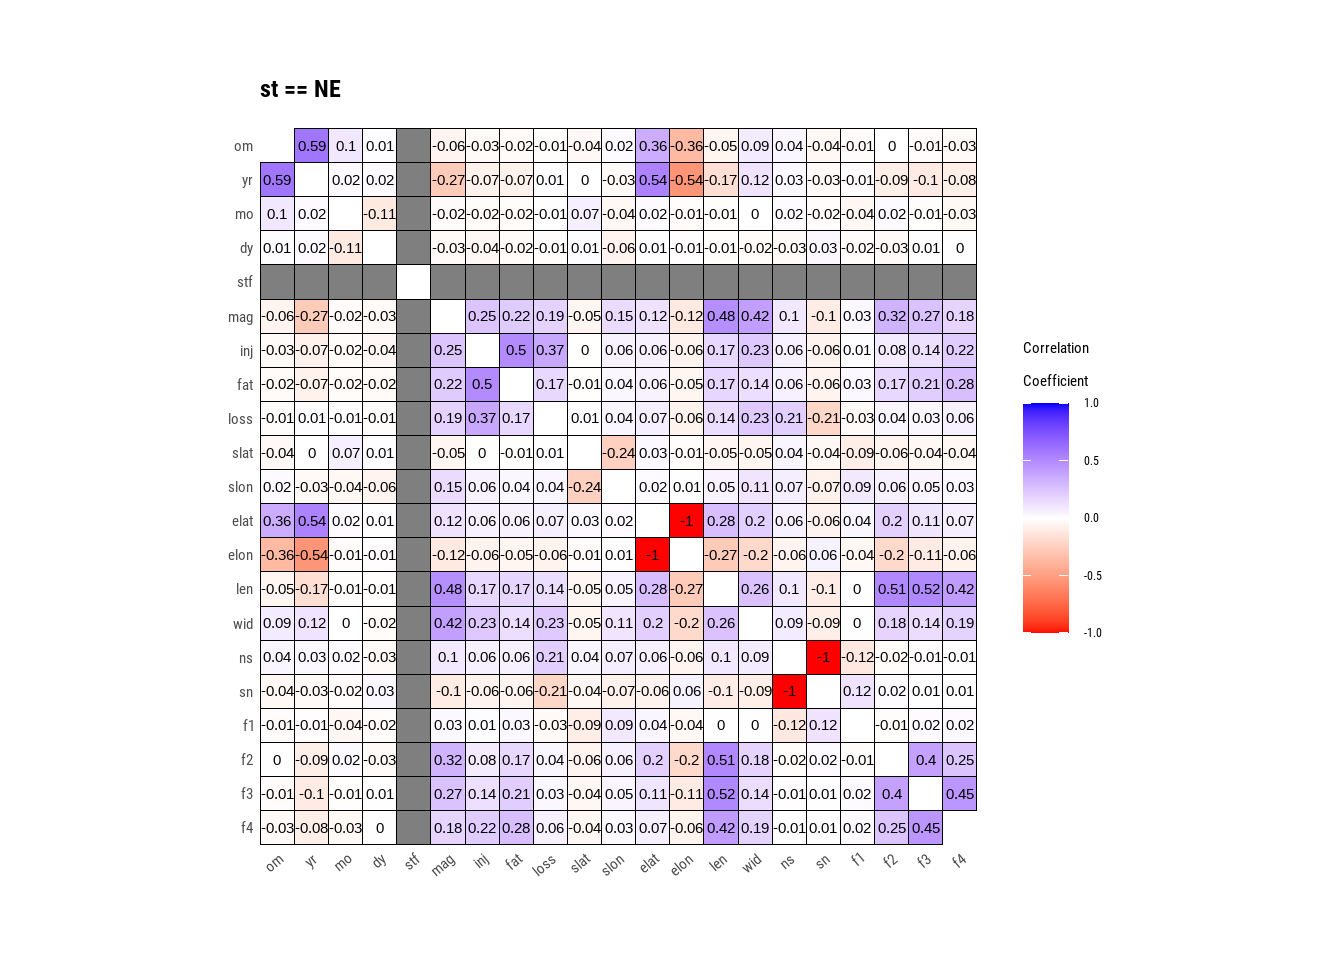 st == NE
om 0.59 0.1 0.01 -0.06 -0.03 -0.02 -0.01 -0.04 0.02 0.36 -0.36 -0.05 0.09 0.04 -0.04 -0.01 0 -0.01 -0.03
yr 0.59 0.02 0.02 -0.27 -0.07 -0.07 0.01 0 -0.03 0.54 -0.54 -0.17 0.12 0.03 -0.03 -0.01 -0.09 -0.1 -0.08
mo 0.1 0.02 -0.11 -0.02 -0.02 -0.02 -0.01 0.07 -0.04 0.02 -0.01 -0.01 0 0.02 -0.02 -0.04 0.02 -0.01 -0.03
dy 0.01 0.02 -0.11 -0.03 -0.04 -0.02 -0.01 0.01 -0.06 0.01 -0.01 -0.01 -0.02 -0.03 0.03 -0.02 -0.03 0.01 0
stf
mag -0.06 -0.27 -0.02 -0.03 0.25 0.22 0.19 -0.05 0.15 0.12 -0.12 0.48 0.42 0.1 -0.1 0.03 0.32 0.27 0.18
inj -0.03 -0.07 -0.02 -0.04 0.25 0.5 0.37 0 0.06 0.06 -0.06 0.17 0.23 0.06 -0.06 0.01 0.08 0.14 0.22
fat -0.02 -0.07 -0.02 -0.02 0.22 0.5 0.17 -0.01 0.04 0.06 -0.05 0.17 0.14 0.06 -0.06 0.03 0.17 0.21 0.28
loss -0.01 0.01 -0.01 -0.01 0.19 0.37 0.17 0.01 0.04 0.07 -0.06 0.14 0.23 0.21 -0.21 -0.03 0.04 0.03 0.06
slat -0.04 0 0.07 0.01 -0.05 0 -0.01 0.01 -0.24 0.03 -0.01 -0.05 -0.05 0.04 -0.04 -0.09 -0.06 -0.04 -0.04
slon 0.02 -0.03 -0.04 -0.06 0.15 0.06 0.04 0.04 -0.24 0.02 0.01 0.05 0.11 0.07 -0.07 0.09 0.06 0.05 0.03
elat 0.36 0.54 0.02 0.01 0.12 0.06 0.06 0.07 0.03 0.02 -1 0.28 0.2 0.06 -0.06 0.04 0.2 0.11 0.07
elon -0.36 -0.54 -0.01 -0.01 -0.12 -0.06 -0.05 -0.06 -0.01 0.01 -1 -0.27 -0.2 -0.06 0.06 -0.04 -0.2 -0.11 -0.06
len -0.05 -0.17 -0.01 -0.01 0.48 0.17 0.17 0.14 -0.05 0.05 0.28 -0.27 0.26 0.1 -0.1 0 0.51 0.52 0.42
wid 0.09 0.12 0 -0.02 0.42 0.23 0.14 0.23 -0.05 0.11 0.2 -0.2 0.26 0.09 -0.09 0 0.18 0.14 0.19
ns 0.04 0.03 0.02 -0.03 0.1 0.06 0.06 0.21 0.04 0.07 0.06 -0.06 0.1 0.09 -1 -0.12 -0.02 -0.01 -0.01
sn -0.04 -0.03 -0.02 0.03 -0.1 -0.06 -0.06 -0.21 -0.04 -0.07 -0.06 0.06 -0.1 -0.09 -1 0.12 0.02 0.01 0.01
f1 -0.01 -0.01 -0.04 -0.02 0.03 0.01 0.03 -0.03 -0.09 0.09 0.04 -0.04 0 0 -0.12 0.12 -0.01 0.02 0.02
f2 0 -0.09 0.02 -0.03 0.32 0.08 0.17 0.04 -0.06 0.06 0.2 -0.2 0.51 0.18 -0.02 0.02 -0.01 0.4 0.25
f3 -0.01 -0.1 -0.01 0.01 0.27 0.14 0.21 0.03 -0.04 0.05 0.11 -0.11 0.52 0.14 -0.01 0.01 0.02 0.4 0.45
f4 -0.03 -0.08 -0.03 0 0.18 0.22 0.28 0.06 -0.04 0.03 0.07 -0.06 0.42 0.19 -0.01 0.01 0.02 0.25 0.45
om yr mo dy stf mag inj fat loss slat slon elat elon len wid ns sn f1 f2 f3 f4
Correlation
Coefficient
1.0
0.5
0.0
-0.5
-1.0